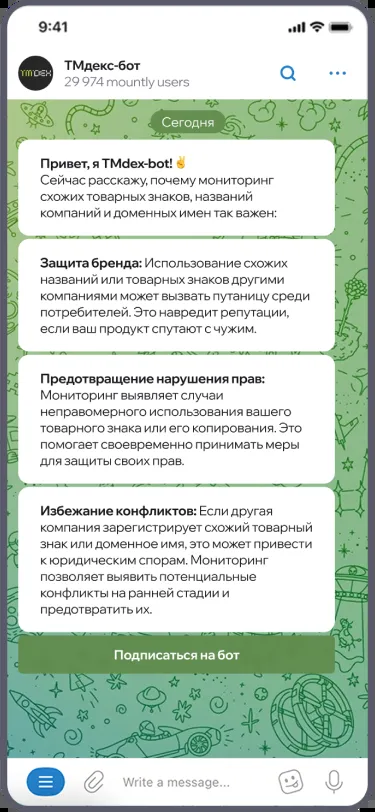 9:41
TMDEX
ТМдекс-бот
29 974 mountly users
Сегодня
Привет, я TMdex-bot!✌
Сейчас расскажу, почему мониторинг
схожих товарных знаков, названий
компаний и доменных имен так важен:
Защита бренда: Использование схожих
названий или товарных знаков другими
компаниями может вызвать путаницу среди
потребителей. Это навредит репутации,
если ваш продукт спутают с чужим.
Предотвращение нарушения прав:
Мониторинг выявляет случаи
неправомерного использования вашего
товарного знака или его копирования. Это
помогает своевременно принимать меры
для защиты своих прав.
Избежание конфликтов: Если другая
компания зарегистрирует схожий товарный
знак или доменное имя, это может привести
к юридическим спорам. Мониторинг
позволяет выявить потенциальные
конфликты на ранней стадии и
предотвратить их.
Подписаться на бот
Write a message...